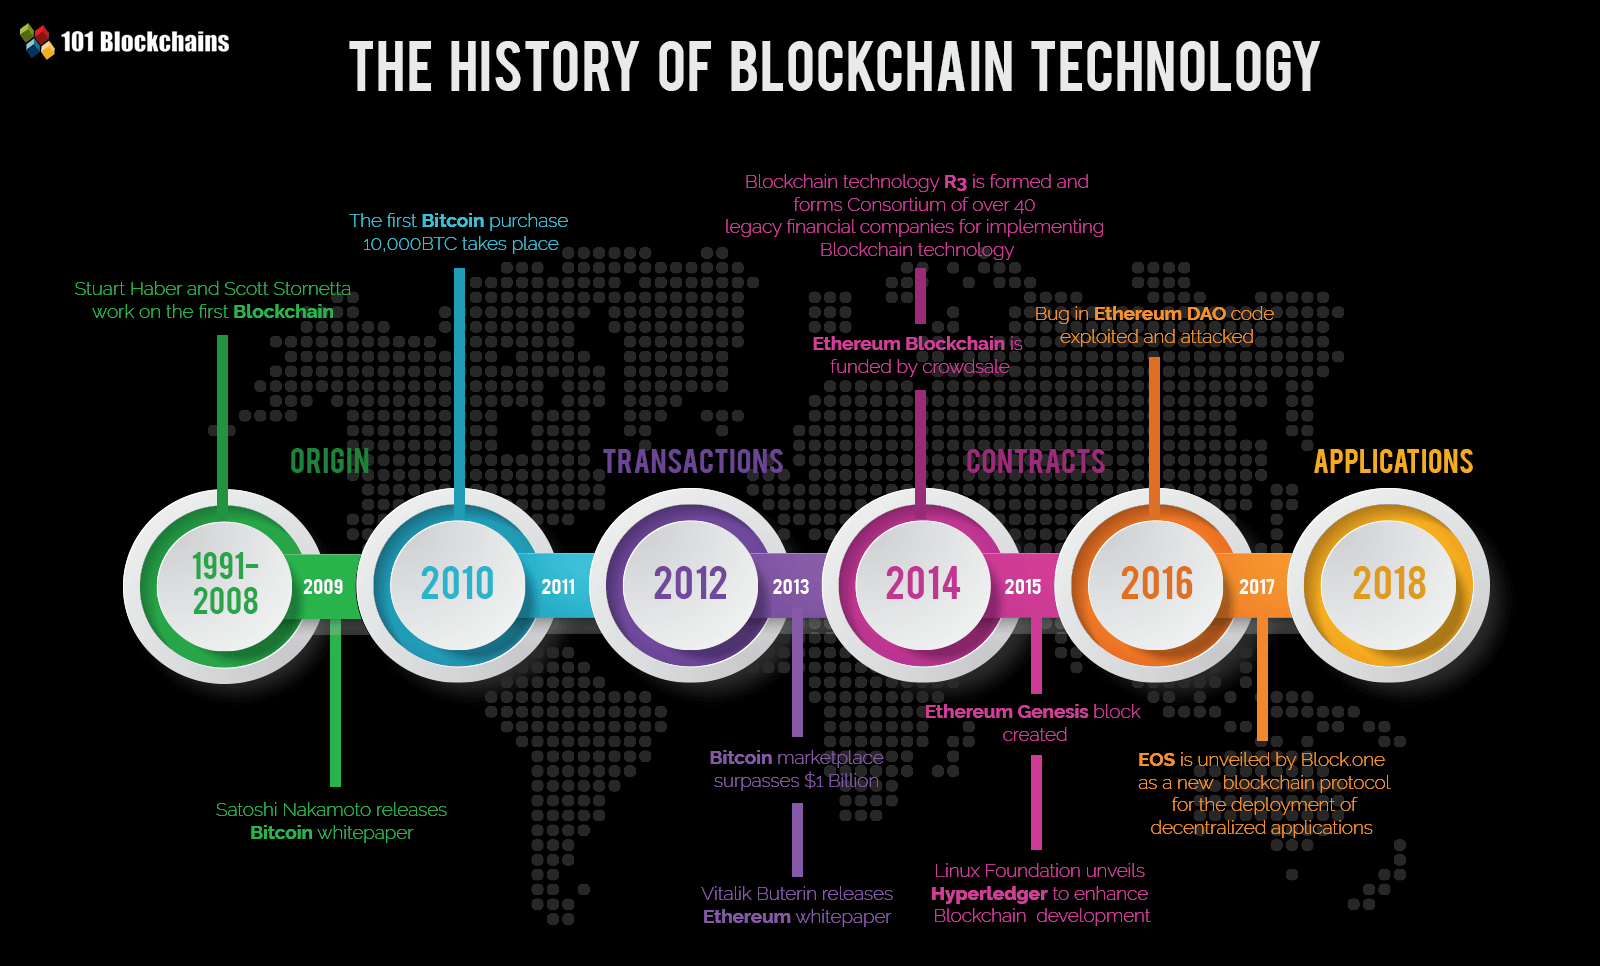 101 Blockchains
THE HISTORY OF BLOCKCHAIN TECHNOLOGY
Blockchain technology R3 is formed and
forms Consortium of over 40
legacy financial companies for implementing
Blockchain technology
The first Bitcoin purchase
10,000BTC takes place
Stuart Haber and Scott Stornetta
work on the first Blockchain
Ethereum Blockchain is
funded by crowdsale
Bug in Ethereum DAO code
exploited and attacked
ORIGIN
TRANSACTIONS
CONTRACTS
APPLICATIONS
1991-
2008
2009
2010
2011
2012
2013
2014
2015
2016
2017
2018
Satoshi Nakamoto releases
Bitcoin whitepaper
Bitcoin marketplace
surpasses $1 Billion
Vitalik Buterin releases
Ethereum whitepaper
Ethereum Genesis block
created
Linux Foundation unveils
Hyperledger to enhance
Blockchain development
EOS is unveiled by Block.one
as a new blockchain protocol
for the deployment of
decentralized applications